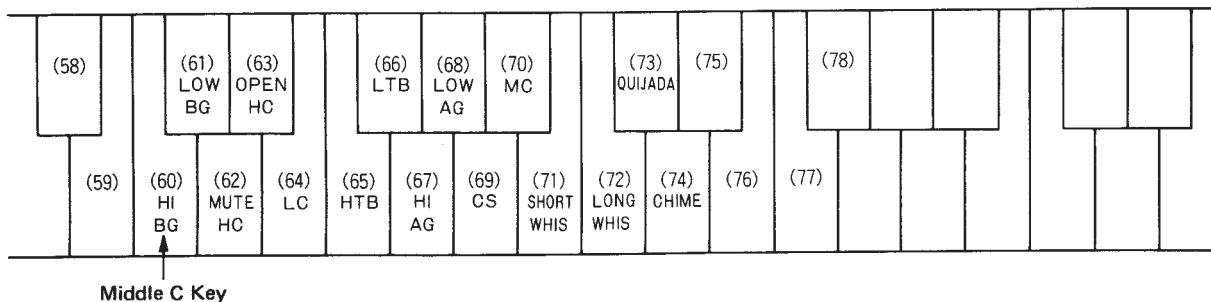 (58)
(61)
LOW
BG
(63)
OPEN
HC
(66)
LTB
(68)
LOW
AG
(70)
MC
(73)
QUIJADA
(75)
(78)
(59)
(60)
HI
BG
(62)
MUTE
HC
(64)
LC
(65)
HTB
(67)
HI
AG
(69)
CS
(71)
SHORT
WHIS
(72)
LONG
WHIS
(74)
CHIME
(76)
(77)
Middle C Key